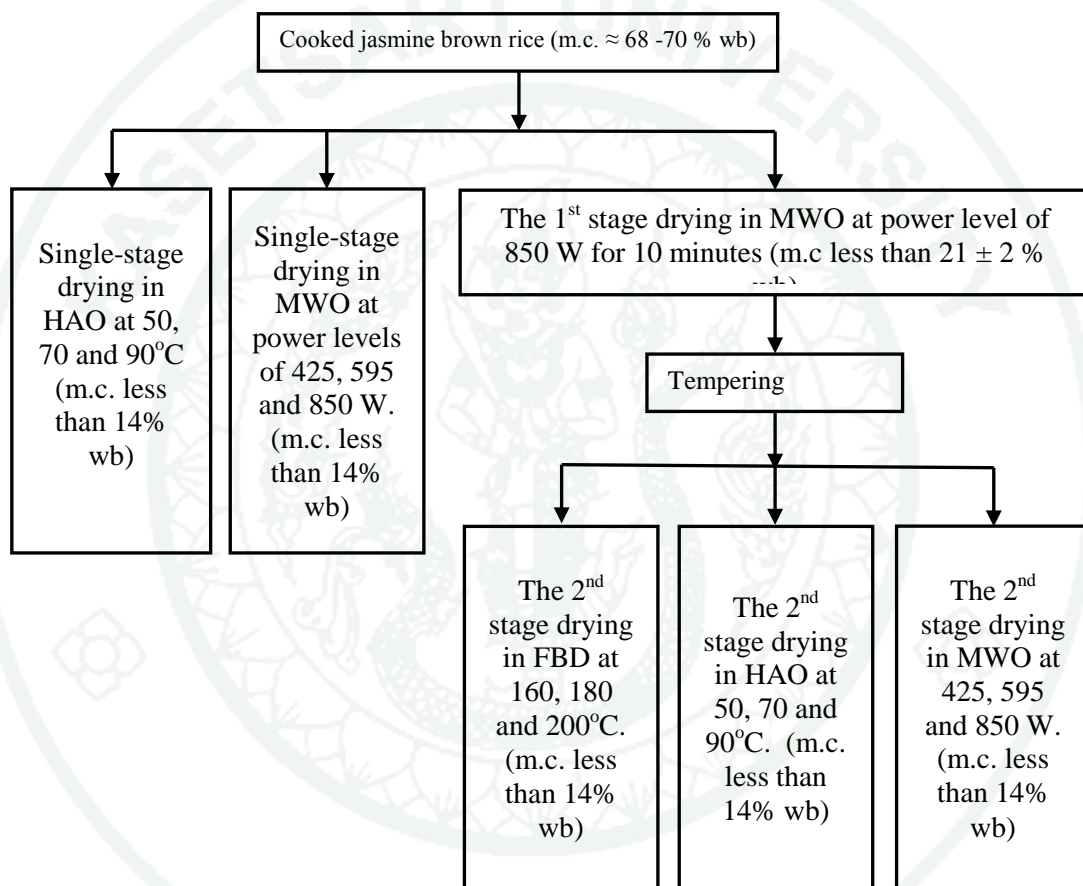 Cooked jasmine brown rice (m.c. ≈ 68 -70 % wb)
Single-stage
drying in
HAO at 50,
70 and 90°C
(m.c. less
than 14%
wb)
Single-stage
drying in
MWO at
power levels
of 425, 595
and 850 W.
(m.c. less
than 14%
wb)
The 1st stage drying in MWO at power level of
850 W for 10 minutes (m.c less than 21 ± 2 %
wb)
Tempering
The 2nd
stage drying
in FBD at
160, 180
and 200°C.
(m.c. less
than 14%
wb)
The 2nd
stage drying
in HAO at
50, 70 and
90°C. (m.c.
less than
14% wb)
The 2nd
stage drying
in MWO at
425, 595
and 850 W.
(m.c. less
than 14%
wb)